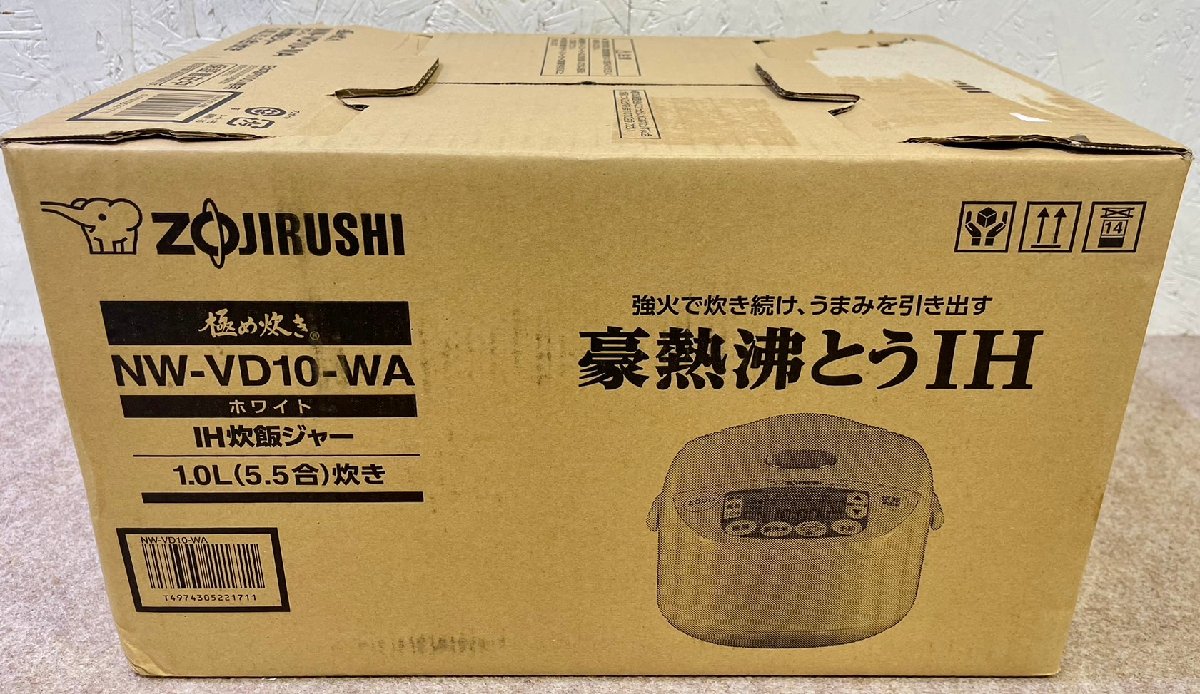 ZOJIRUSHI
極め炊き®
NW-VD10-WA
ホワイト
IH炊飯ジャー
1.0L(5.5合)炊き
NW-VD10-WA
4974305221711
14
強火で炊き続け、うまみを引き出す
豪熱沸とうIH